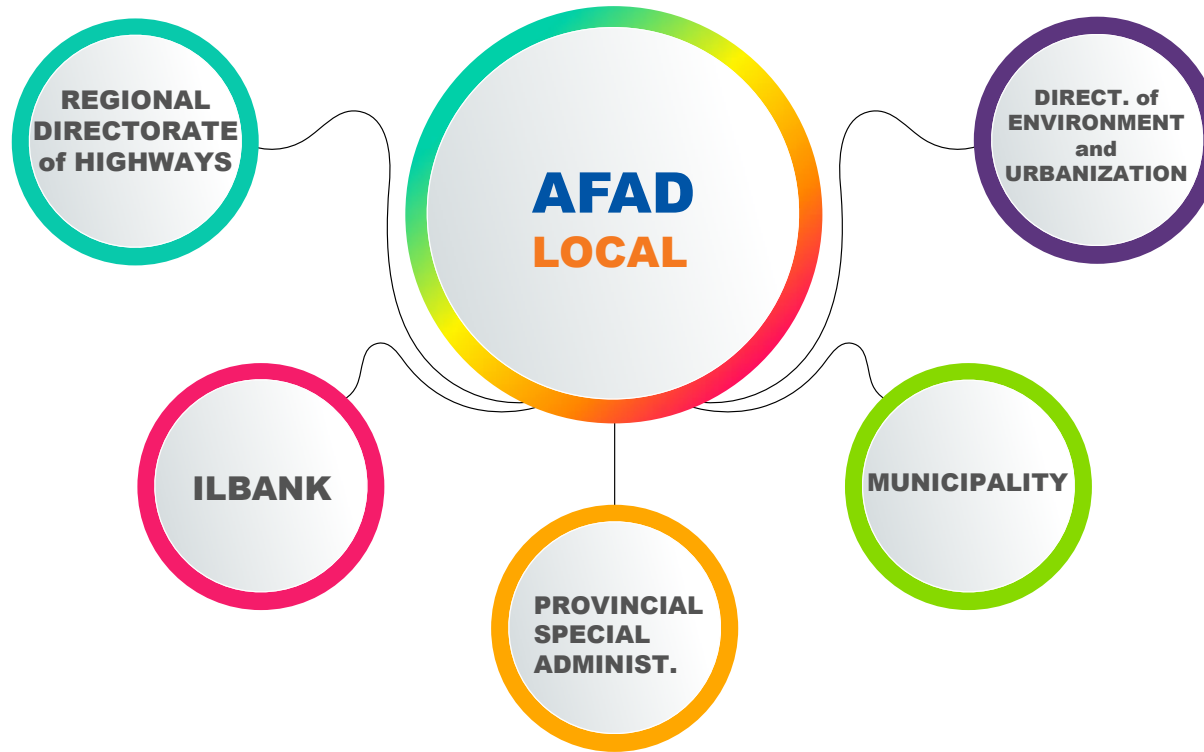 REGIONAL
DIRECTORATE
of HIGHWAYS
AFAD
LOCAL
DIRECT. of
ENVIRONMENT
and
URBANIZATION
ILBANK
MUNICIPALITY
PROVINCIAL
SPECIAL
ADMINIST.